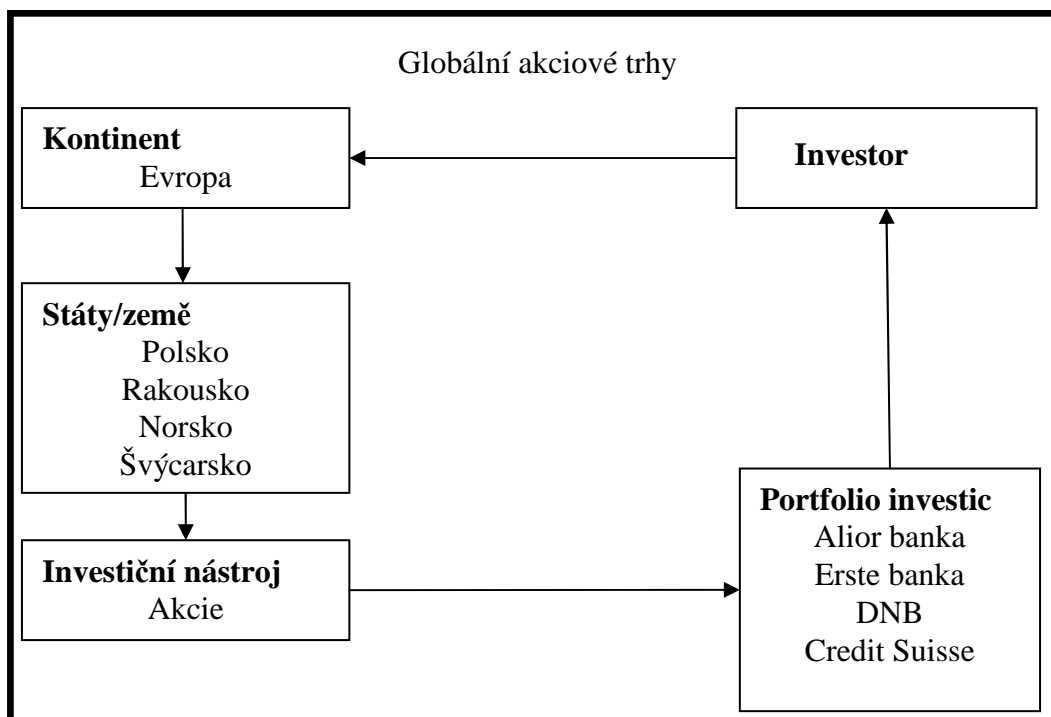 Globální akciové trhy
Kontinent
Evropa
Investor
Státy/země
Polsko
Rakousko
Norsko
Švýcarsko
Investiční nástroj
Akcie
Portfolio investic
Alior banka
Erste banka
DNB
Credit Suisse